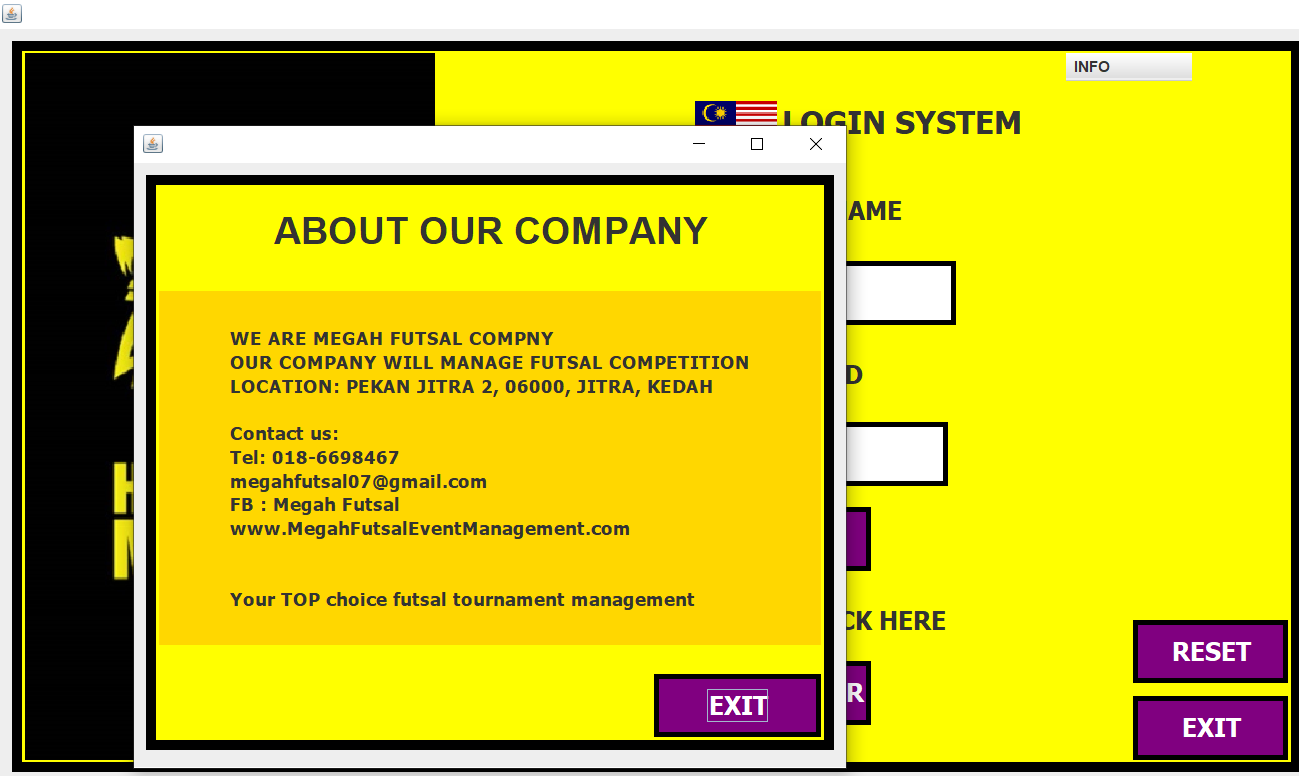 INFO
LOGIN SYSTEM
ABOUT OUR COMPANY
WE ARE MEGAH FUTSAL COMPNY
OUR COMPANY WILL MANAGE FUTSAL COMPETITION
LOCATION: PEKAN JITRA 2, 06000, JITRA, KEDAH
Contact us:
Tel: 018-6698467
megahfutsal07@gmail.com
FB : Megah Futsal
www.MegahFutsalEventManagement.com
Your TOP choice futsal tournament management
EXIT
HERE
RESET
EXIT